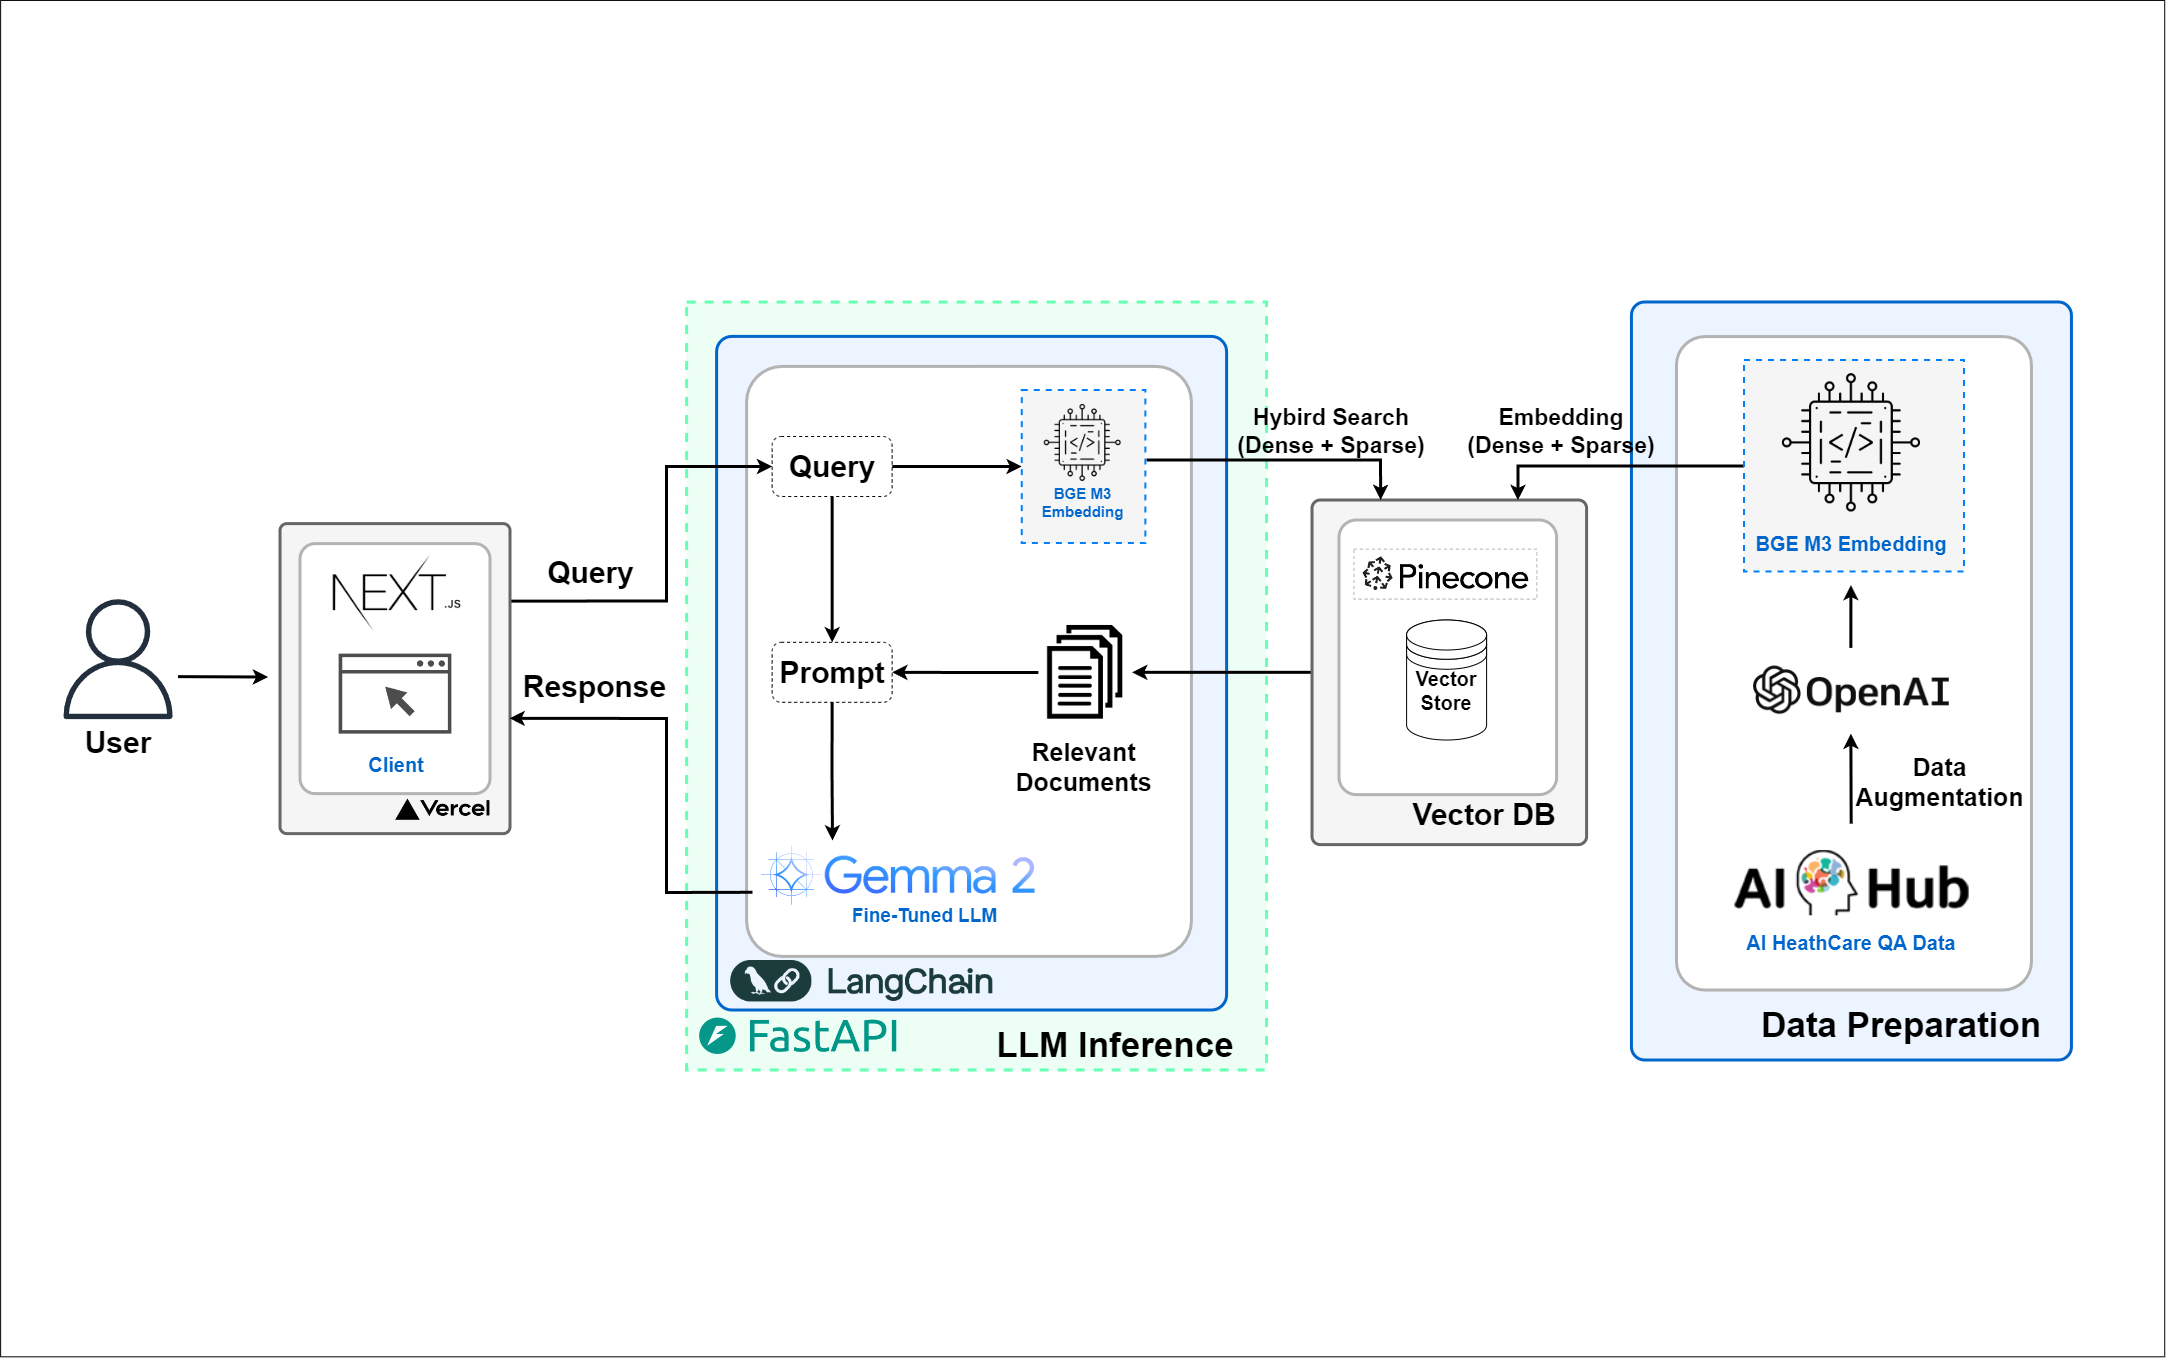 User
NEXT.JS
Client
Vercel
Query
Response
Query
</>
BGE M3
Embedding
Prompt
Relevant
Documents
Gemma 2
Fine-Tuned LLM
LangChain
FastAPI
LLM Inference
Hybird Search
(Dense + Sparse)
Embedding
(Dense + Sparse)
Pinecone
Vector
Store
Vector DB
</>
BGE M3 Embedding
OpenAI
Data
Augmentation
AI Hub
AI HeathCare QA Data
Data Preparation